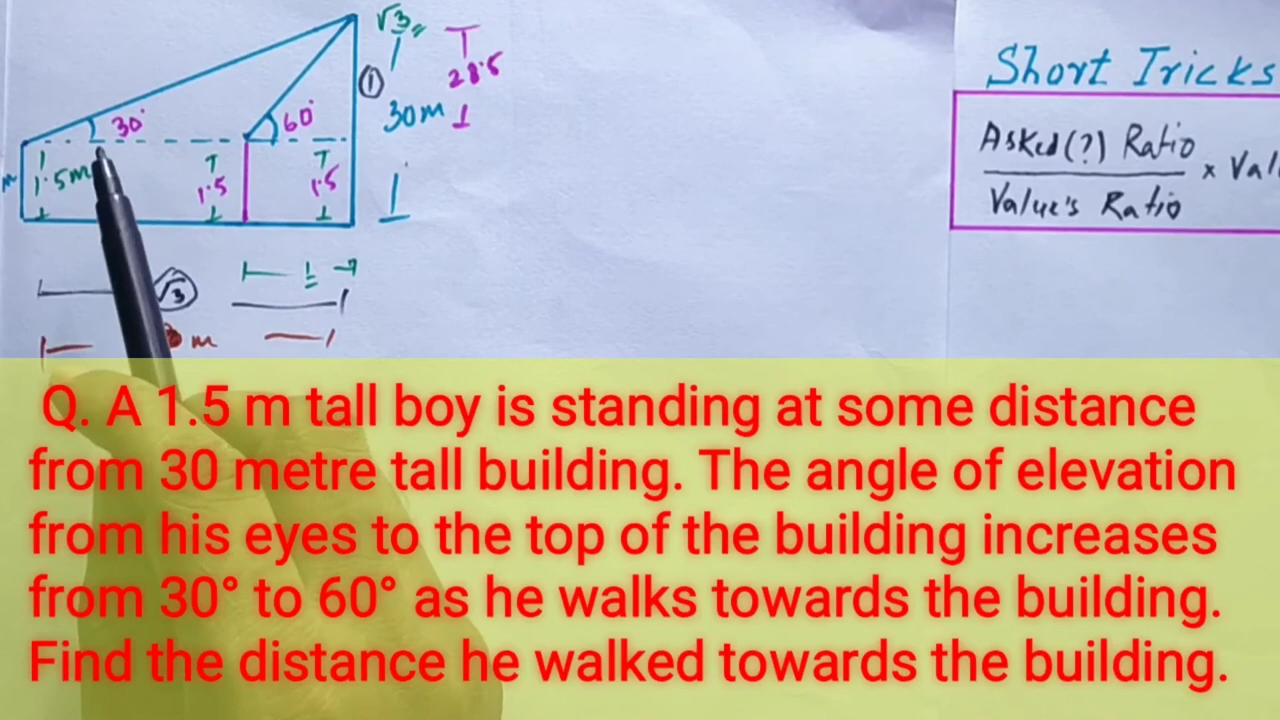 √3
1
28.5
①
30m
30°
60°
1.5m
1.5
1.5
m
1
√3
m
Short Tricks
Asked(?) Ratio
Value's Ratio
×
Q. A 1.5 m tall boy is standing at some distance
from 30 metre tall building. The angle of elevation
from his eyes to the top of the building increases
from 30° to 60° as he walks towards the building.
Find the distance he walked towards the building.